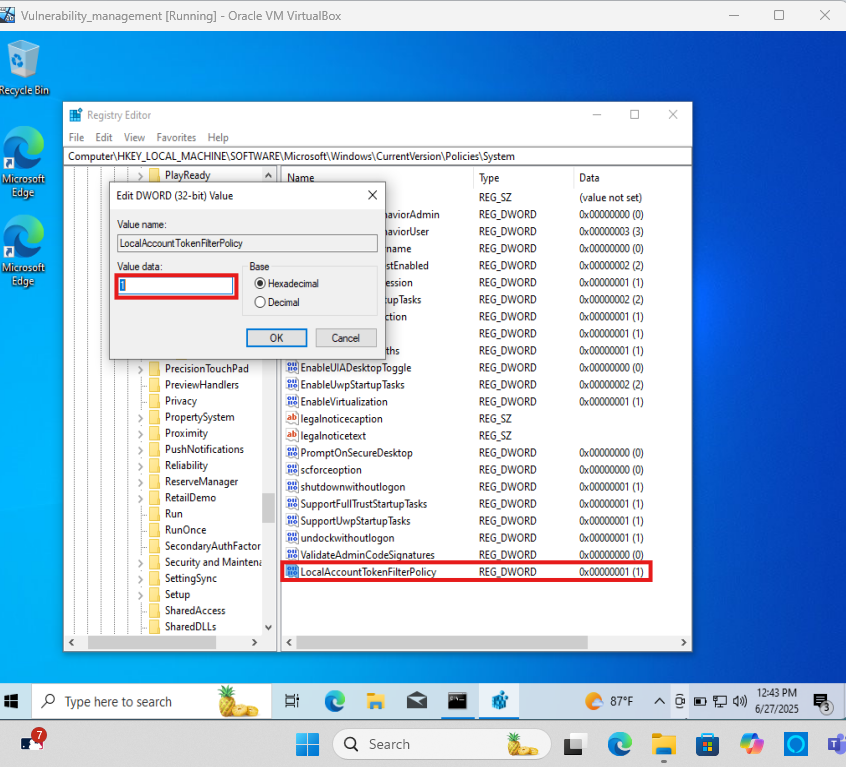 Vulnerability_management [Running] - Oracle VM VirtualBox
Recycle Bin
Microsoft
Edge
Microsoft
Edge
Registry Editor
File Edit View Favorites Help
Computer\HKEY_LOCAL_MACHINE\SOFTWARE\Microsoft\Windows\CurrentVersion\Policies\System
PlayReady
PrecisionTouchPad
PreviewHandlers
Privacy
PropertySystem
Proximity
PushNotifications
Reliability
ReserveManager
RetailDemo
Run
RunOnce
SecondaryAuthFactor
Security and Maintena
SettingSync
Setup
SharedAccess
SharedDLLs
Edit DWORD (32-bit) Value
Value name:
LocalAccountTokenFilterPolicy
Value data:
1
Base
Hexadecimal
Decimal
OK Cancel
Name Type Data
REG_SZ (value not set)
aviorAdmin REG_DWORD 0x00000000 (0)
aviorUser REG_DWORD 0x00000003 (3)
name REG_DWORD 0x00000000 (0)
stEnabled REG_DWORD 0x00000002 (2)
ession REG_DWORD 0x00000001 (1)
upTasks REG_DWORD 0x00000002 (2)
ction REG_DWORD 0x00000001 (1)
REG_DWORD 0x00000001 (1)
ths REG_DWORD 0x00000001 (1)
EnableUIADesktopToggle REG_DWORD 0x00000000 (0)
EnableUwpStartupTasks REG_DWORD 0x00000002 (2)
EnableVirtualization REG_DWORD 0x00000001 (1)
legalnoticecaption REG_SZ
legalnoticetext REG_SZ
PromptOnSecureDesktop REG_DWORD 0x00000000 (0)
scforceoption REG_DWORD 0x00000000 (0)
shutdownwithoutlogon REG_DWORD 0x00000001 (1)
SupportFullTrustStartupTasks REG_DWORD 0x00000001 (1)
SupportUwpStartupTasks REG_DWORD 0x00000001 (1)
undockwithoutlogon REG_DWORD 0x00000001 (1)
ValidateAdminCodeSignatures REG_DWORD 0x00000000 (0)
LocalAccountTokenFilterPolicy REG_DWORD 0x00000001 (1)
Type here to search
87°F
12:43 PM
6/27/2025
3
7
Search